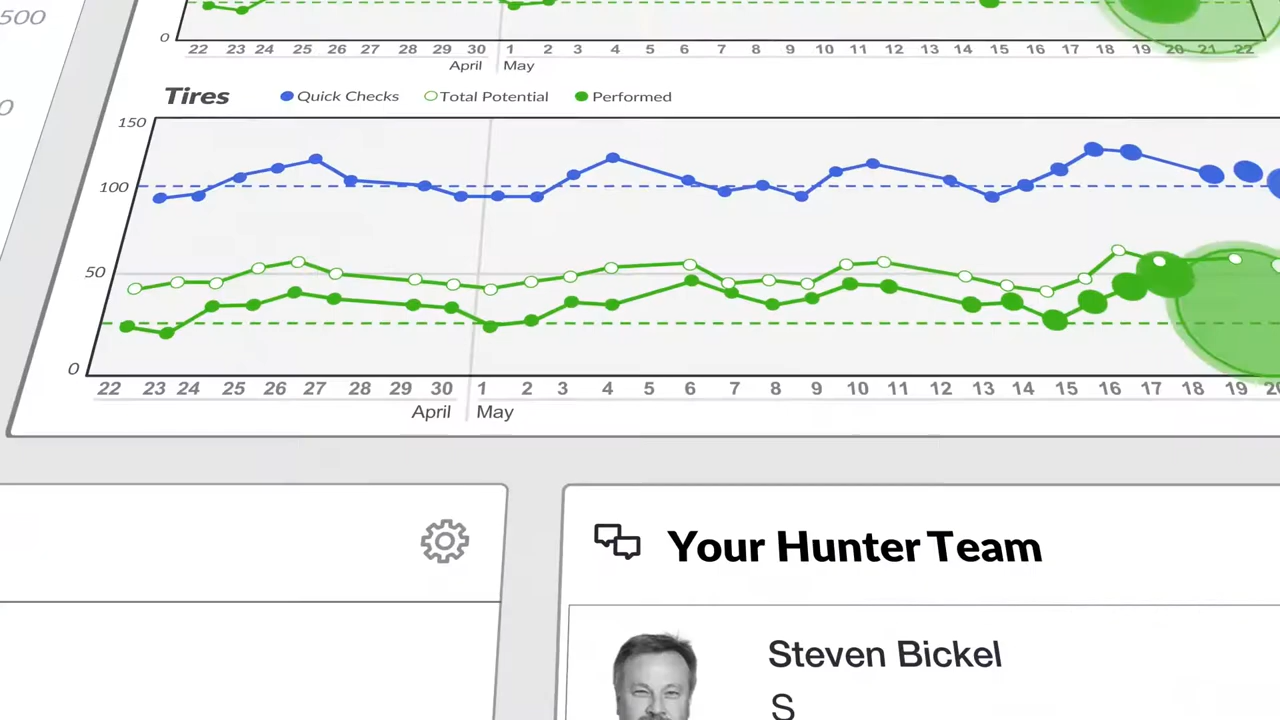 500
0
0
22 23 24 25 26 27 28 29 30 1 2 3 4 5 6 7 8 9 10 11 12 13 14 15 16 17 18 19 20 21 22
April May
Tires Quick Checks Total Potential Performed
150
100
50
0
22 23 24 25 26 27 28 29 30 1 2 3 4 5 6 7 8 9 10 11 12 13 14 15 16 17 18 19 20
April May
Your Hunter Team
Steven Bickel
S